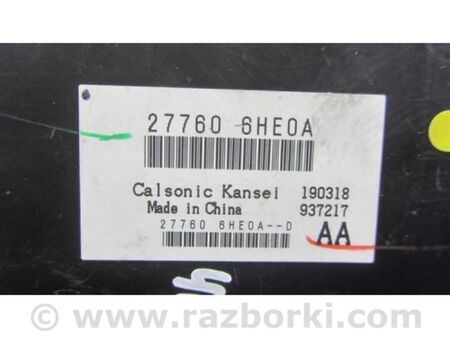 27760 6HE0A
Calsonic Kansei 190318
Made in China 937217
27760 6HE0A--D
AA
© www.razborki.com